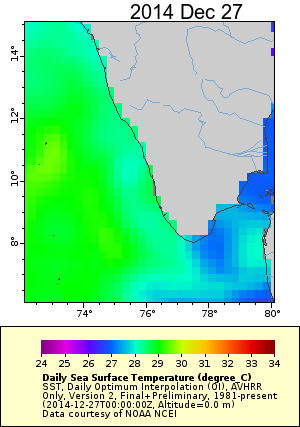 2014 Dec 27
14°
12°
10°
8°
74° 76° 78° 80°
24 25 26 27 28 29 30 31 32 33 34
Daily Sea Surface Temperature (degree_C)
SST, Daily Optimum Interpolation (OI), AVHRR
Only, Version 2, Final+Preliminary, 1981-present
(2014-12-27T00:00:00Z, Altitude=0.0 m)
Data courtesy of NOAA NCEI